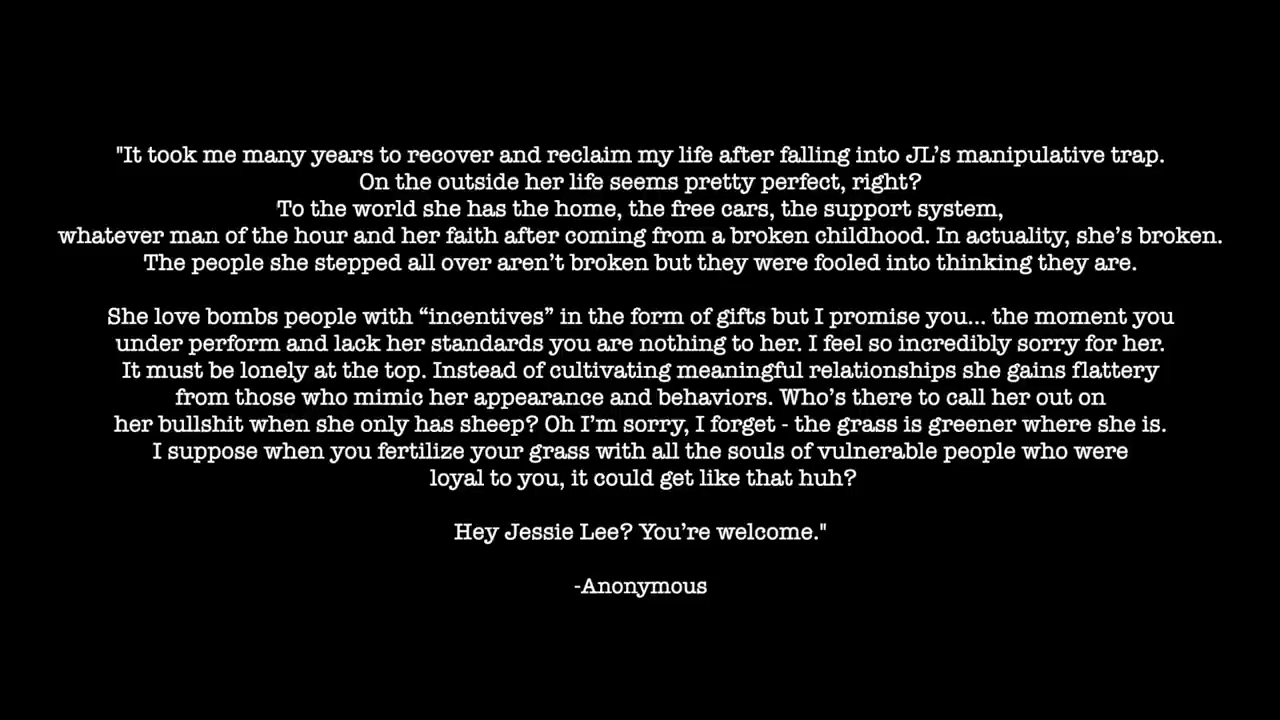 "It took me many years to recover and reclaim my life after falling into JL’s manipulative trap.
On the outside her life seems pretty perfect, right?
To the world she has the home, the free cars, the support system,
whatever man of the hour and her faith after coming from a broken childhood. In actuality, she’s broken.
The people she stepped all over aren’t broken but they were fooled into thinking they are.
She love bombs people with “incentives” in the form of gifts but I promise you... the moment you
under perform and lack her standards you are nothing to her. I feel so incredibly sorry for her.
It must be lonely at the top. Instead of cultivating meaningful relationships she gains flattery
from those who mimic her appearance and behaviors. Who’s there to call her out on
her bullshit when she only has sheep? Oh I’m sorry, I forget - the grass is greener where she is.
I suppose when you fertilize your grass with all the souls of vulnerable people who were
loyal to you, it could get like that huh?
Hey Jessie Lee? You’re welcome."
-Anonymous